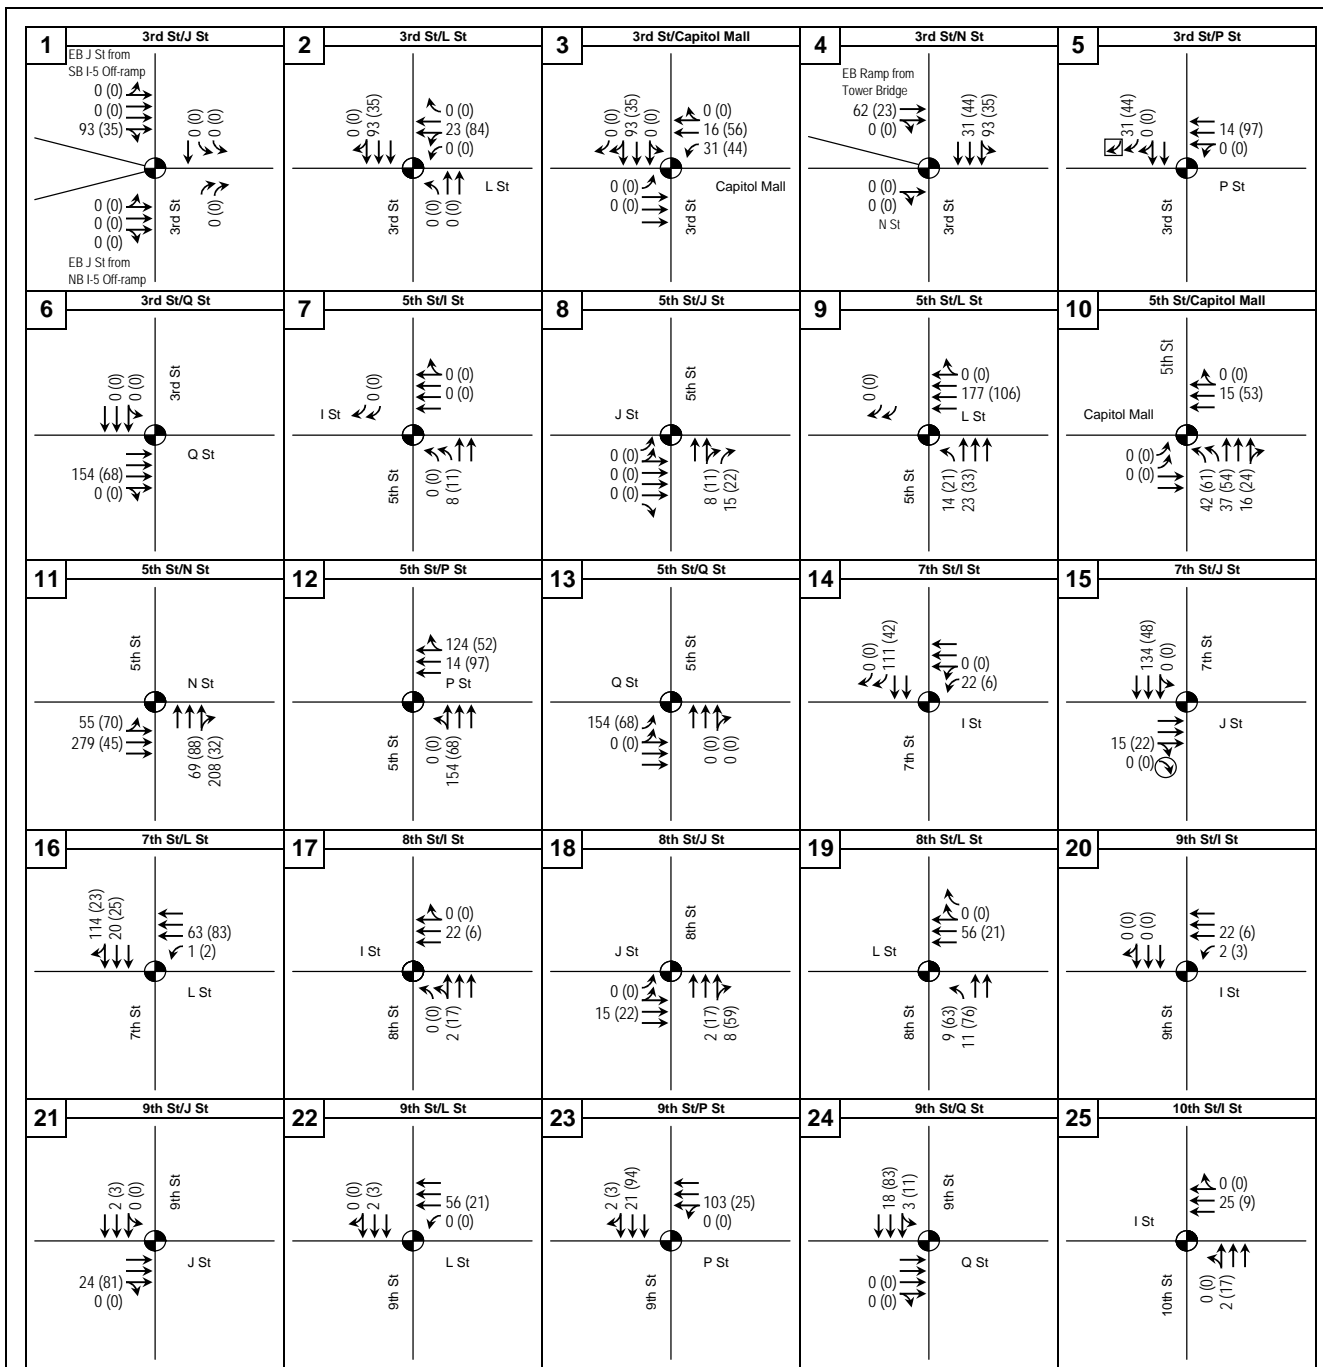 1
3rd St/J St
EB J St from
SB I-5 Off-ramp
0 (0)
0 (0)
93 (35)
0 (0)
0 (0)
3rd St
0 (0)
0 (0)
0 (0)
0 (0)
EB J St from
NB I-5 Off-ramp
2
3rd St/L St
0 (0)
93 (35)
0 (0)
23 (84)
0 (0)
L St
3rd St
0 (0)
0 (0)
3
3rd St/Capitol Mall
0 (0)
93 (35)
0 (0)
0 (0)
16 (56)
31 (44)
0 (0)
0 (0)
Capitol Mall
3rd St
4
3rd St/N St
EB Ramp from
Tower Bridge
62 (23)
0 (0)
31 (44)
93 (35)
0 (0)
0 (0)
N St
3rd St
5
3rd St/P St
31 (44)
0 (0)
14 (97)
0 (0)
P St
3rd St
6
3rd St/Q St
0 (0)
0 (0)
3rd St
Q St
154 (68)
0 (0)
7
5th St/I St
0 (0)
0 (0)
0 (0)
I St
5th St
0 (0)
8 (11)
8
5th St/J St
5th St
J St
0 (0)
0 (0)
0 (0)
8 (11)
15 (22)
9
5th St/L St
0 (0)
0 (0)
177 (106)
L St
5th St
14 (21)
23 (33)
10
5th St/Capitol Mall
5th St
0 (0)
15 (53)
Capitol Mall
0 (0)
0 (0)
42 (61)
37 (54)
16 (24)
11
5th St/N St
5th St
N St
55 (70)
279 (45)
69 (88)
208 (32)
12
5th St/P St
124 (52)
14 (97)
P St
5th St
0 (0)
154 (68)
13
5th St/Q St
5th St
Q St
154 (68)
0 (0)
0 (0)
0 (0)
14
7th St/I St
0 (0)
111 (42)
0 (0)
22 (6)
I St
7th St
15
7th St/J St
134 (48)
0 (0)
7th St
J St
15 (22)
0 (0)
16
7th St/L St
114 (23)
20 (25)
63 (83)
1 (2)
L St
7th St
17
8th St/I St
0 (0)
22 (6)
I St
8th St
0 (0)
2 (17)
18
8th St/J St
8th St
J St
0 (0)
15 (22)
2 (17)
8 (59)
19
8th St/L St
0 (0)
56 (21)
L St
8th St
9 (63)
11 (76)
20
9th St/I St
0 (0)
0 (0)
22 (6)
2 (3)
I St
9th St
21
9th St/J St
2 (3)
0 (0)
9th St
J St
24 (81)
0 (0)
22
9th St/L St
0 (0)
2 (3)
56 (21)
0 (0)
L St
9th St
23
9th St/P St
2 (3)
21 (94)
103 (25)
0 (0)
P St
9th St
24
9th St/Q St
18 (83)
3 (11)
9th St
Q St
0 (0)
0 (0)
25
10th St/I St
0 (0)
25 (9)
I St
10th St
0 (0)
2 (17)